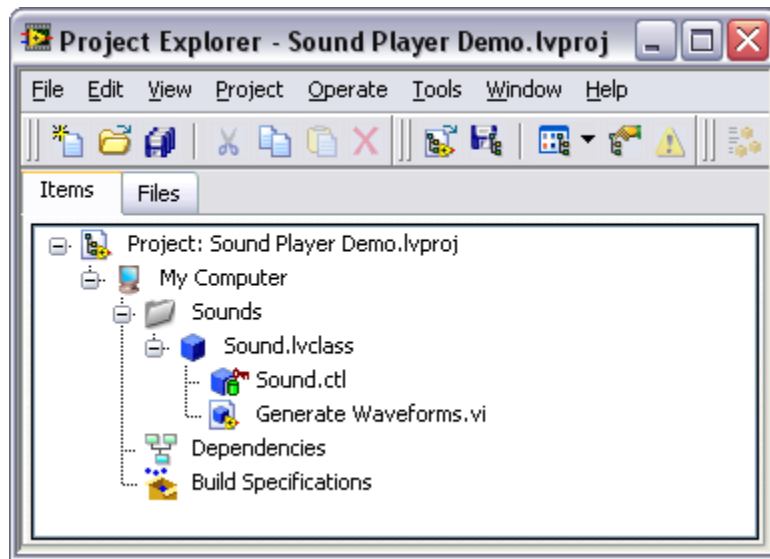 Project Explorer - Sound Player Demo.lvproj
File Edit View Project Operate Tools Window Help
Items Files
Project: Sound Player Demo.lvproj
My Computer
Sounds
Sound.lvclass
Sound.ctl
Generate Waveforms.vi
Dependencies
Build Specifications